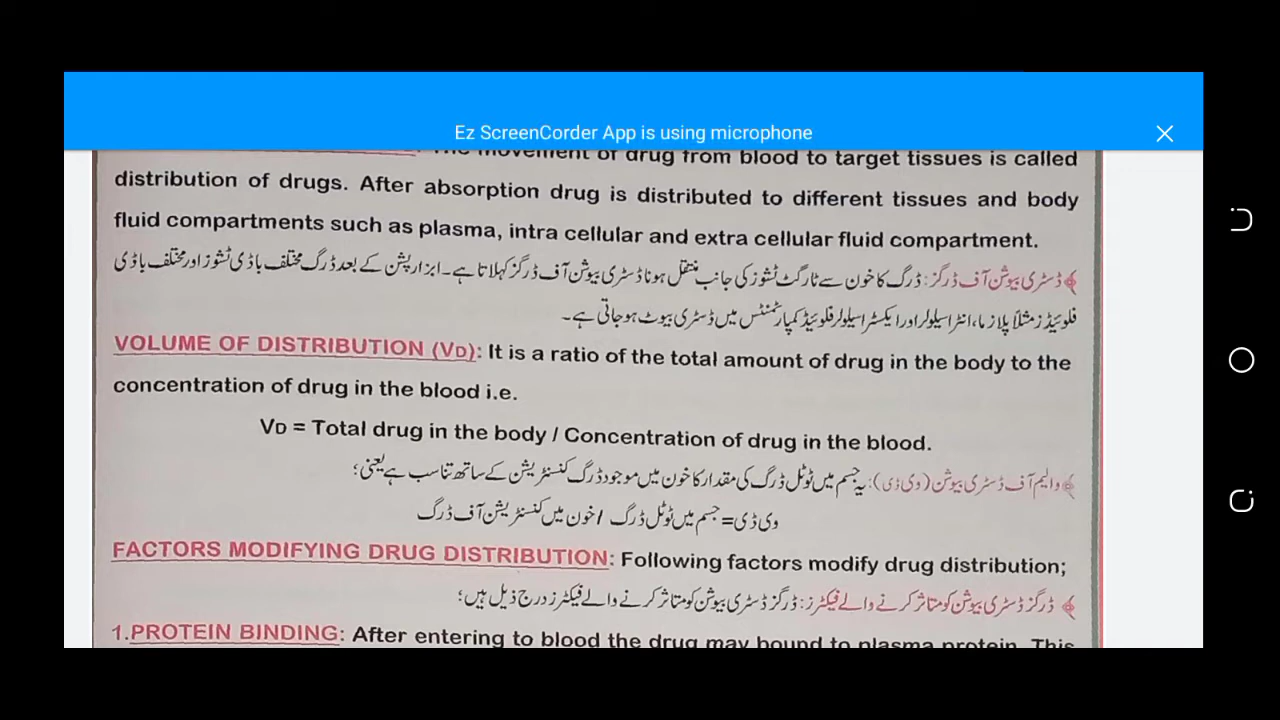 Ez ScreenCorder App is using microphone
The movement of drug from blood to target tissues is called
distribution of drugs. After absorption drug is distributed to different tissues and body
fluid compartments such as plasma, intra cellular and extra cellular fluid compartment.
ڈسٹری بیوشن آف ڈرگز: ڈرگ کا خون سے ٹارگٹ ٹشوز کی جانب منتقل ہونا ڈسٹری بیوشن آف ڈرگز کہلاتا ہے۔ ابزارپشن کے بعد ڈرگ مختلف باڈی ٹشوز اور مختلف باڈی
فلوئیڈز مثلاً پلازما، انٹراسیلولر اور ایکسٹراسیلولر فلوئیڈ کمپارٹمنٹس میں ڈسٹری بیوٹ ہو جاتی ہے۔
VOLUME OF DISTRIBUTION (VD): It is a ratio of the total amount of drug in the body to the
concentration of drug in the blood i.e.
VD = Total drug in the body / Concentration of drug in the blood.
والیم آف ڈسٹری بیوشن (وی ڈی): یہ جسم میں ٹوٹل ڈرگ کی مقدار کا خون میں موجود ڈرگ کنسنٹریشن کے ساتھ تناسب ہے یعنی؛
وی ڈی = جسم میں ٹوٹل ڈرگ / خون میں کنسنٹریشن آف ڈرگ
FACTORS MODIFYING DRUG DISTRIBUTION: Following factors modify drug distribution;
ڈرگز ڈسٹری بیوشن کو متاثر کرنے والے فیکٹرز: ڈرگز ڈسٹری بیوشن کو متاثر کرنے والے فیکٹرز درج ذیل ہیں؛
1.PROTEIN BINDING: After entering to blood the drug may bound to plasma protein. This